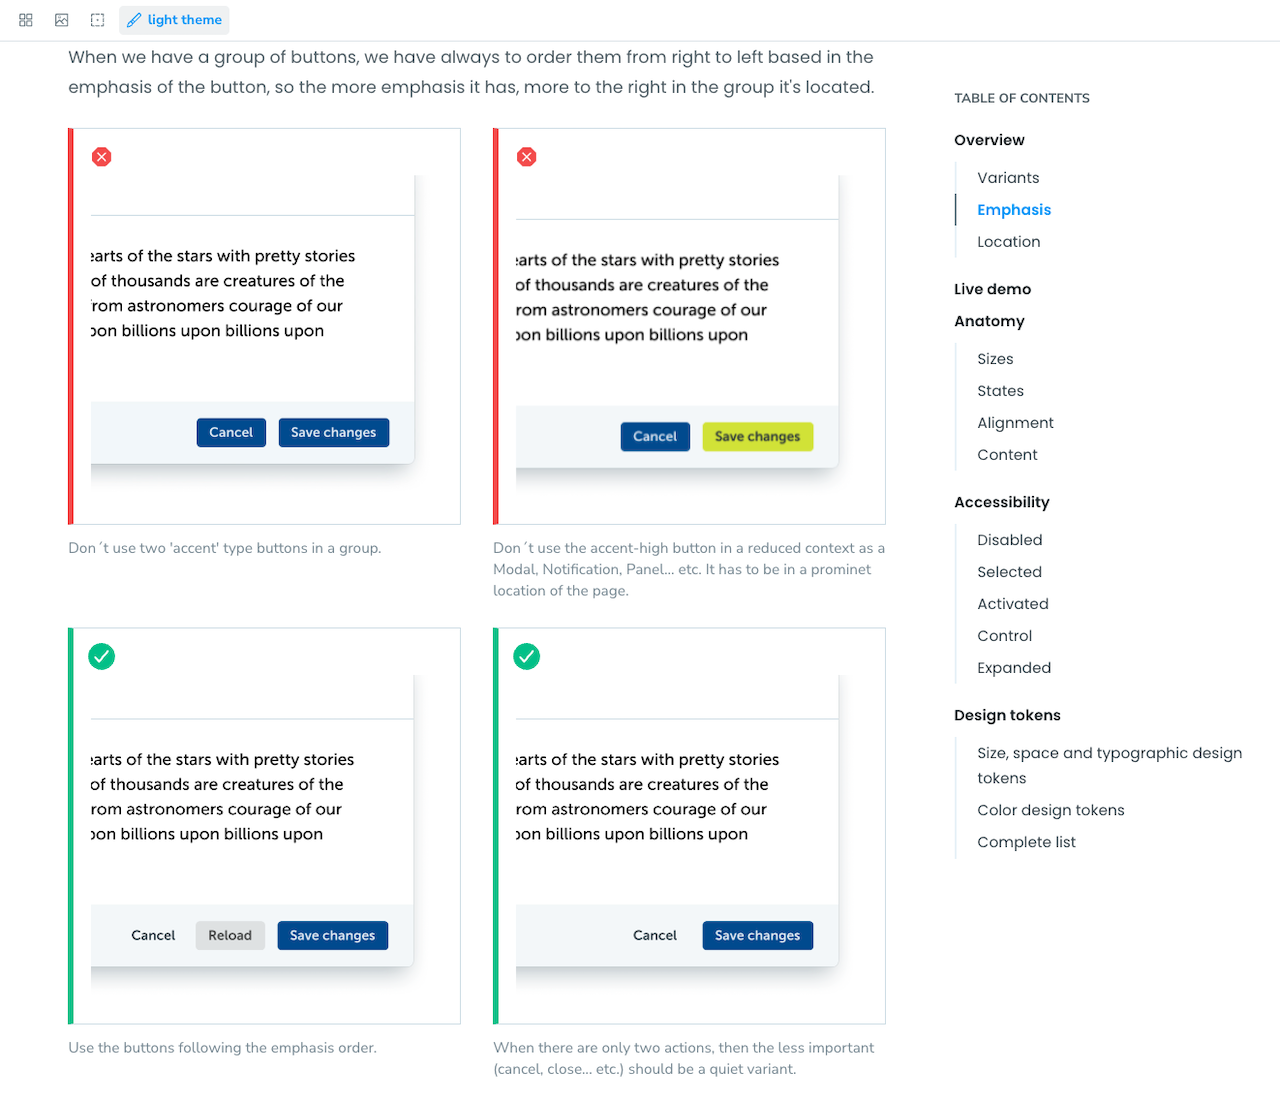 light theme
When we have a group of buttons, we have always to order them from right to left based in the
emphasis of the button, so the more emphasis it has, more to the right in the group it's located.
earts of the stars with pretty stories
of thousands are creatures of the
from astronomers courage of our
pon billions upon billions upon
Cancel
Save changes
Don´t use two 'accent' type buttons in a group.
earts of the stars with pretty stories
of thousands are creatures of the
rom astronomers courage of our
pon billions upon billions upon
Cancel
Save changes
Don´t use the accent-high button in a reduced context as a
Modal, Notification, Panel... etc. It has to be in a prominet
location of the page.
earts of the stars with pretty stories
of thousands are creatures of the
rom astronomers courage of our
pon billions upon billions upon
Cancel
Reload
Save changes
Use the buttons following the emphasis order.
earts of the stars with pretty stories
of thousands are creatures of the
rom astronomers courage of our
pon billions upon billions upon
Cancel
Save changes
When there are only two actions, then the less important
(cancel, close... etc.) should be a quiet variant.
TABLE OF CONTENTS
Overview
Variants
Emphasis
Location
Live demo
Anatomy
Sizes
States
Alignment
Content
Accessibility
Disabled
Selected
Activated
Control
Expanded
Design tokens
Size, space and typographic design
tokens
Color design tokens
Complete list